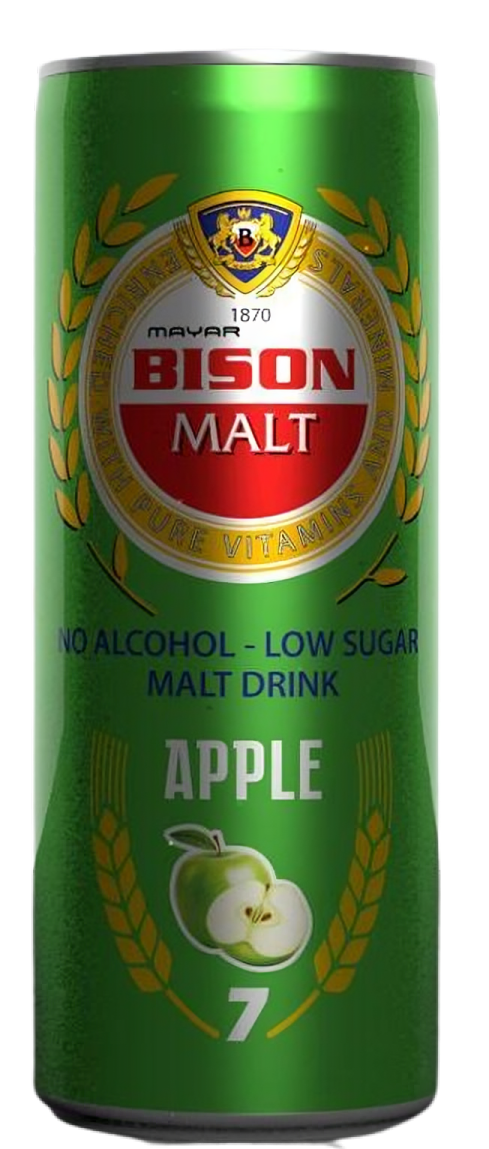 B
ENRICHED WITH PURE VITAMINS AND MINERALS
1870
MAYAR
BISON
MALT
NO ALCOHOL - LOW SUGAR
MALT DRINK
APPLE
7